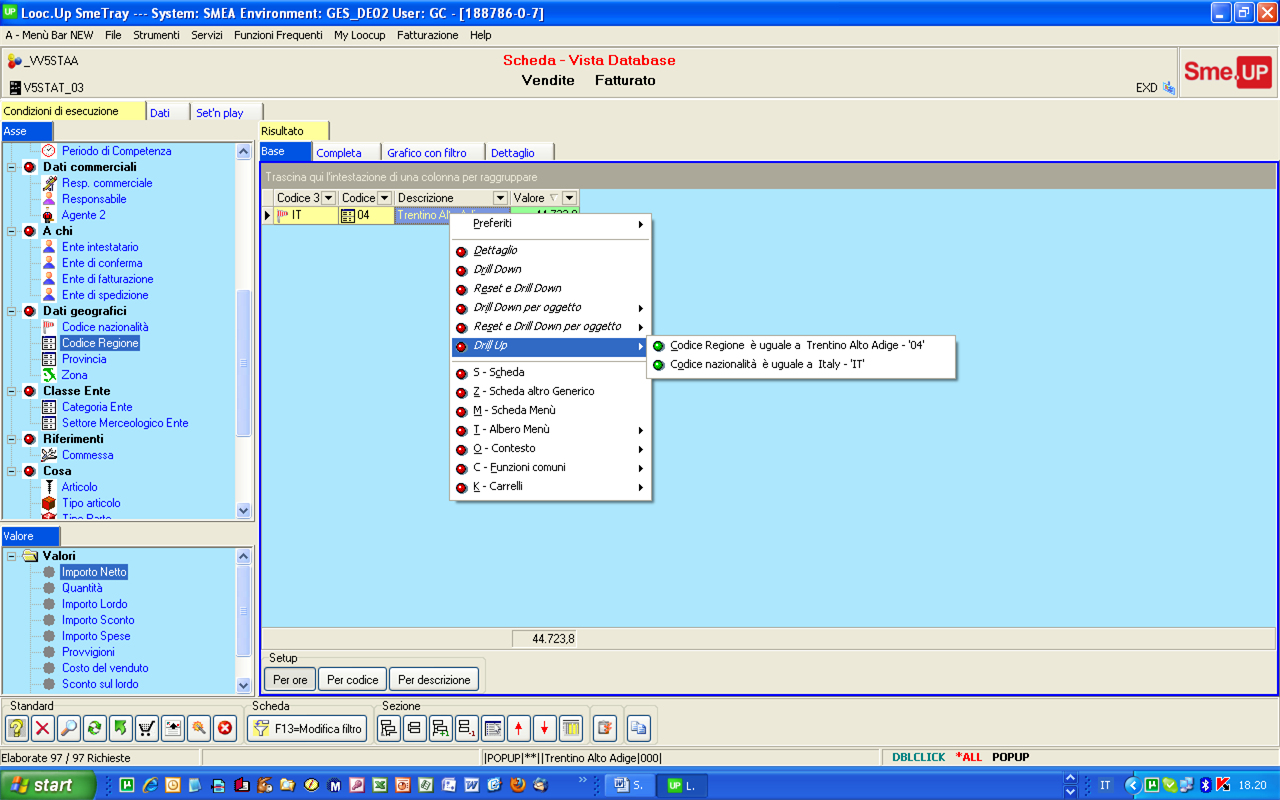 Looc.Up SmeTray --- System: SMEA Environment: GES_DE02 User: GC - [188786-0-7]
A - Menù Bar NEW File Strumenti Servizi Funzioni Frequenti My Loocup Fatturazione Help
_VV5STAA
V5STAT_03
Scheda - Vista Database
Vendite Fatturato
EXD
Sme.UP
Condizioni di esecuzione Dati Set'n play
Asse
Periodo di Competenza
Dati commerciali
Resp. commerciale
Responsabile
Agente 2
A chi
Ente intestatario
Ente di conferma
Ente di fatturazione
Ente di spedizione
Dati geografici
Codice nazionalità
Codice Regione
Provincia
Zona
Classe Ente
Categoria Ente
Settore Merceologico Ente
Riferimenti
Commessa
Cosa
Articolo
Tipo articolo
Tipo Parte
Valore
Valori
Importo Netto
Quantità
Importo Lordo
Importo Sconto
Importo Spese
Provvigioni
Costo del venduto
Sconto sul lordo
Risultato
Base Completa Grafico con filtro Dettaglio
Trascina qui l'intestazione di una colonna per raggruppare
Codice 3 Codice Descrizione Valore
IT 04 Trentino Alto Adige 44.723,8
Preferiti
Dettaglio
Drill Down
Reset e Drill Down
Drill Down per oggetto
Reset e Drill Down per oggetto
Drill Up
Codice Regione è uguale a Trentino Alto Adige - '04'
Codice nazionalità è uguale a Italy - 'IT'
S - Scheda
Z - Scheda altro Generico
M - Scheda Menù
T - Albero Menù
O - Contesto
C - Funzioni comuni
K - Carrelli
44.723,8
Setup
Per ore Per codice Per descrizione
Standard Scheda Sezione
F13=Modifica filtro
Elaborate 97 / 97 Richieste |POPUP|**||Trentino Alto Adige|000| DBLCLICK *ALL POPUP
start S. L. IT 18.20